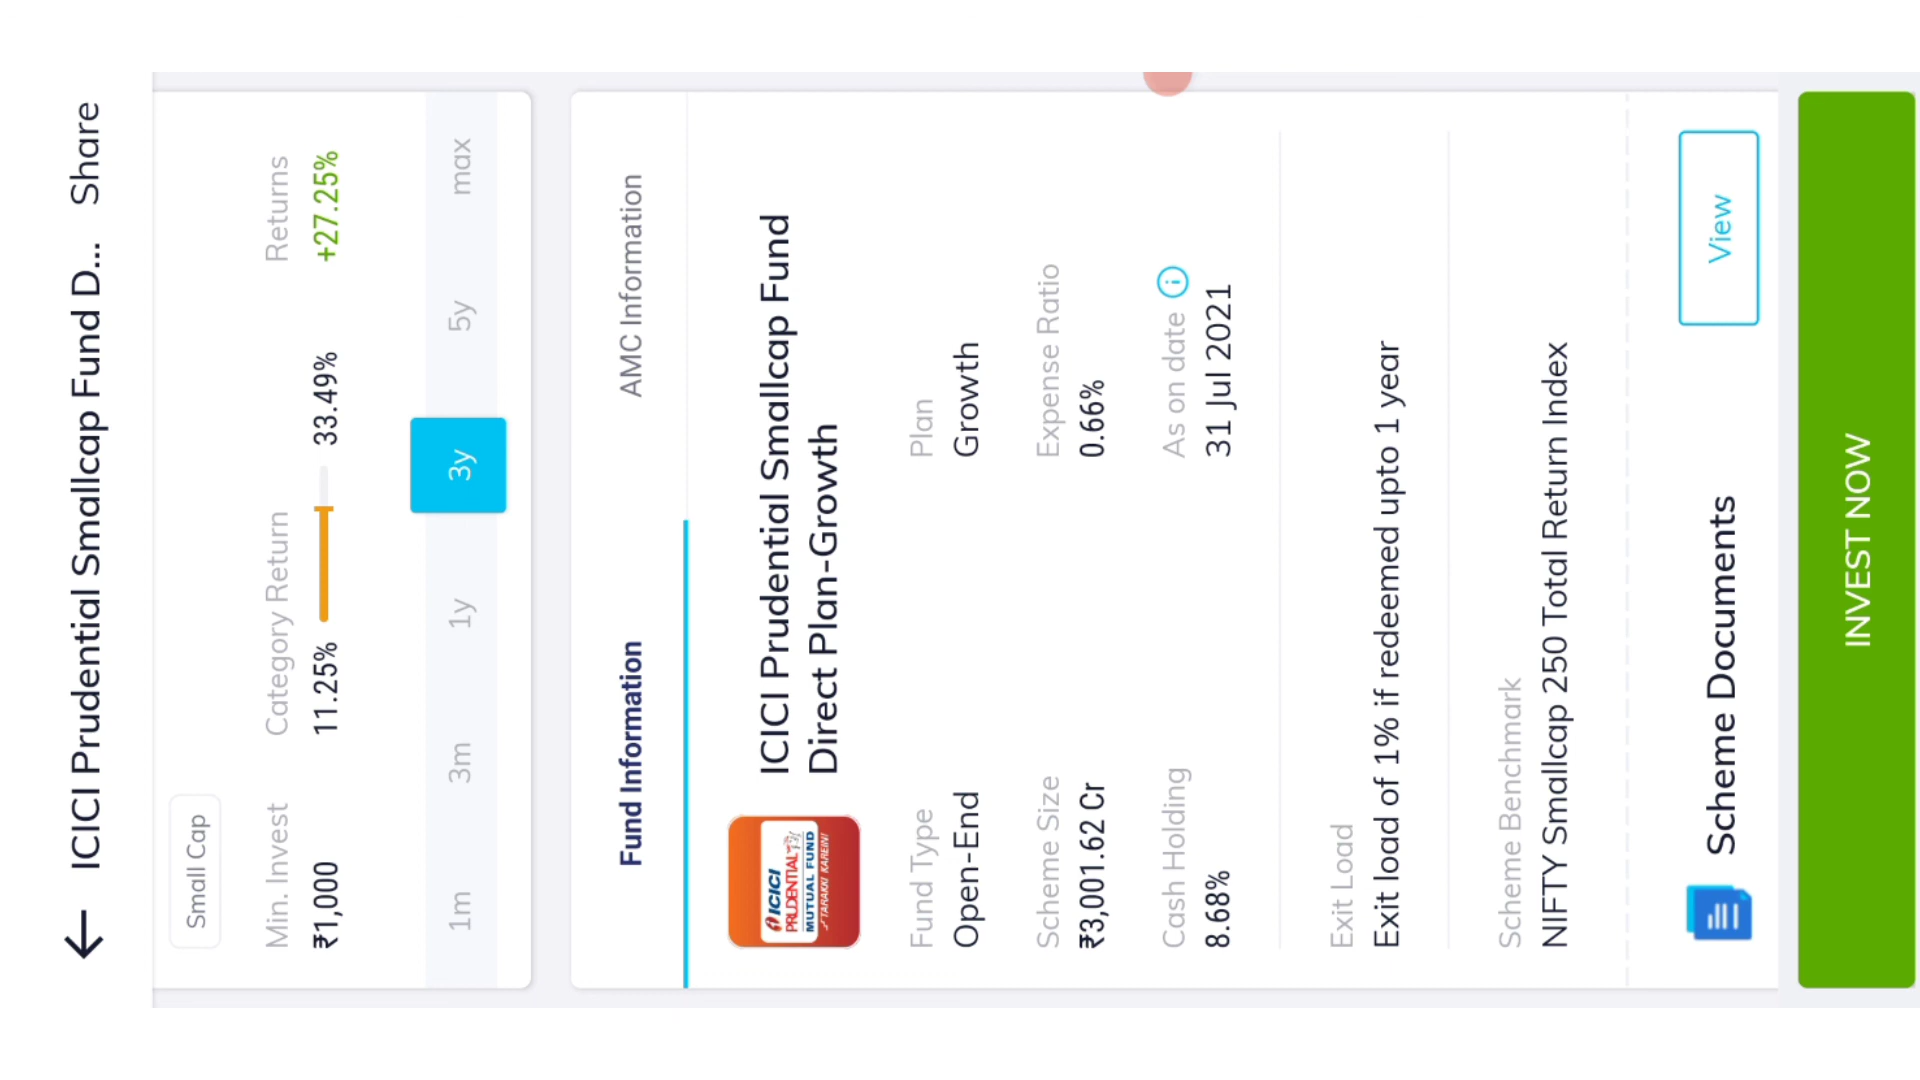 ← ICICI Prudential Smallcap Fund D... Share
Small Cap
Min. Invest Category Return Returns
₹1,000 11.25% 33.49% +27.25%
1m 3m 1y 3y 5y max
Fund Information AMC Information
ICICI
PRUDENTIAL
MUTUAL FUND
TARAKKI KAREIN!
ICICI Prudential Smallcap Fund
Direct Plan-Growth
Fund Type Plan
Open-End Growth
Scheme Size Expense Ratio
₹3,001.62 Cr 0.66%
Cash Holding As on date i
8.68% 31 Jul 2021
Exit Load
Exit load of 1% if redeemed upto 1 year
Scheme Benchmark
NIFTY Smallcap 250 Total Return Index
Scheme Documents View
INVEST NOW